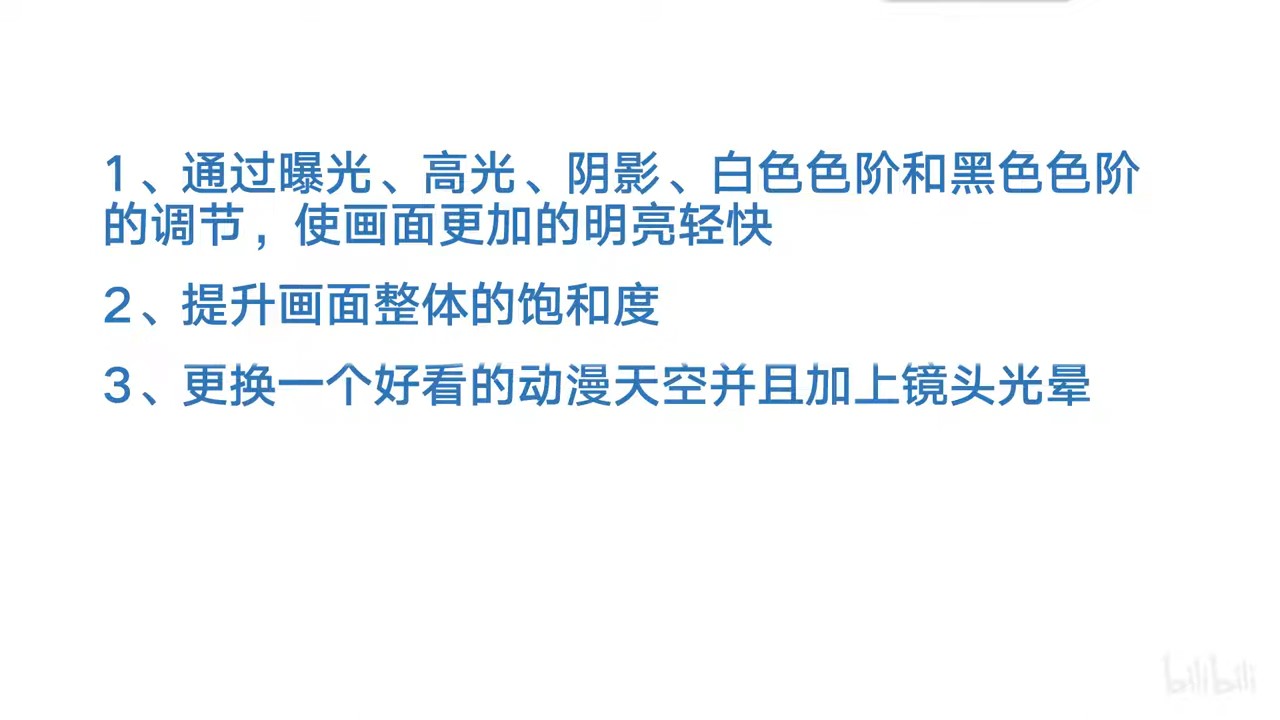 1、通过曝光、高光、阴影、白色色阶和黑色色阶
的调节，使画面更加的明亮轻快
2、提升画面整体的饱和度
3、更换一个好看的动漫天空并且加上镜头光晕
bilibili